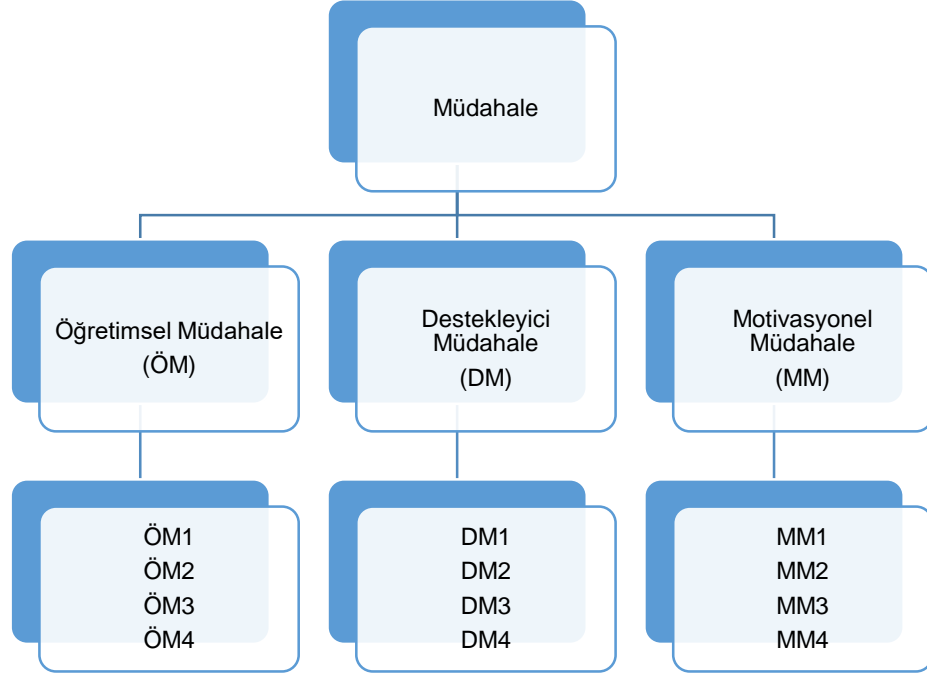 Müdahale
Öğretimsel Müdahale
(ÖM)
Destekleyici
Müdahale
(DM)
Motivasyonel
Müdahale
(MM)
ÖM1
ÖM2
ÖM3
ÖM4
DM1
DM2
DM3
DM4
MM1
MM2
MM3
MM4